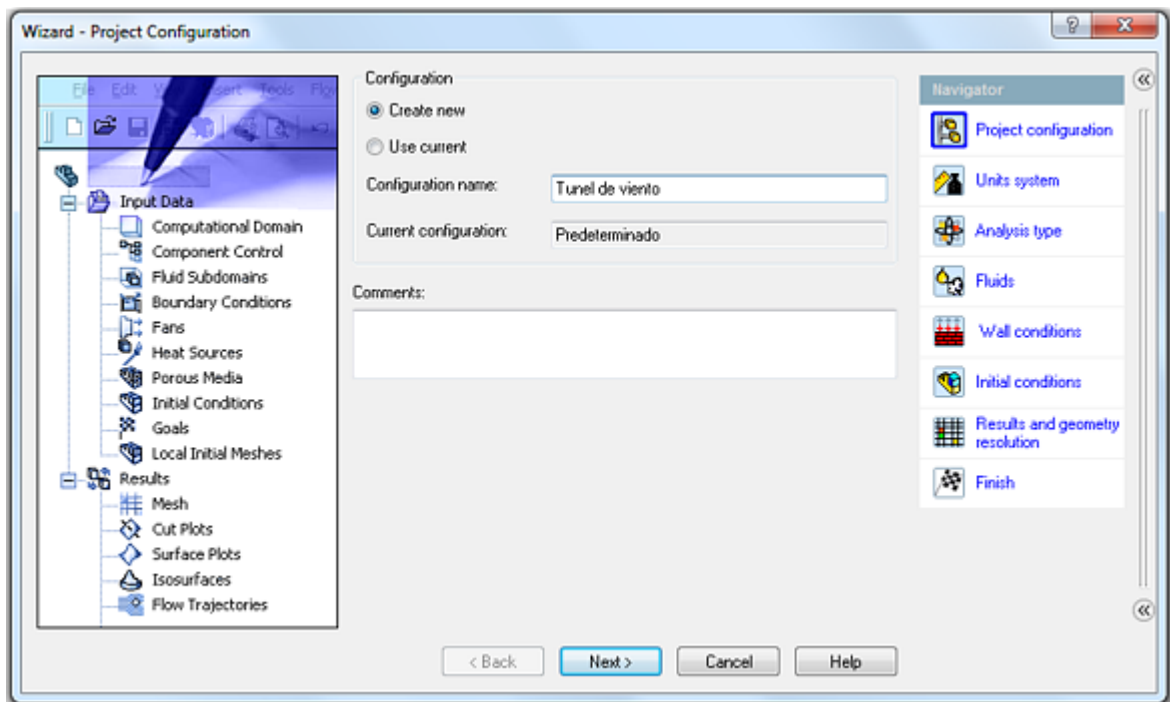 Wizard - Project Configuration
File Edit View Insert Tools Flow
Input Data
Computational Domain
Component Control
Fluid Subdomains
Boundary Conditions
Fans
Heat Sources
Porous Media
Initial Conditions
Goals
Local Initial Meshes
Results
Mesh
Cut Plots
Surface Plots
Isosurfaces
Flow Trajectories
Configuration
Create new
Use current
Configuration name:
Tunel de viento
Current configuration:
Predeterminado
Comments:
Navigator
Project configuration
Units system
Analysis type
Fluids
Wall conditions
Initial conditions
Results and geometry
resolution
Finish
< Back
Next >
Cancel
Help